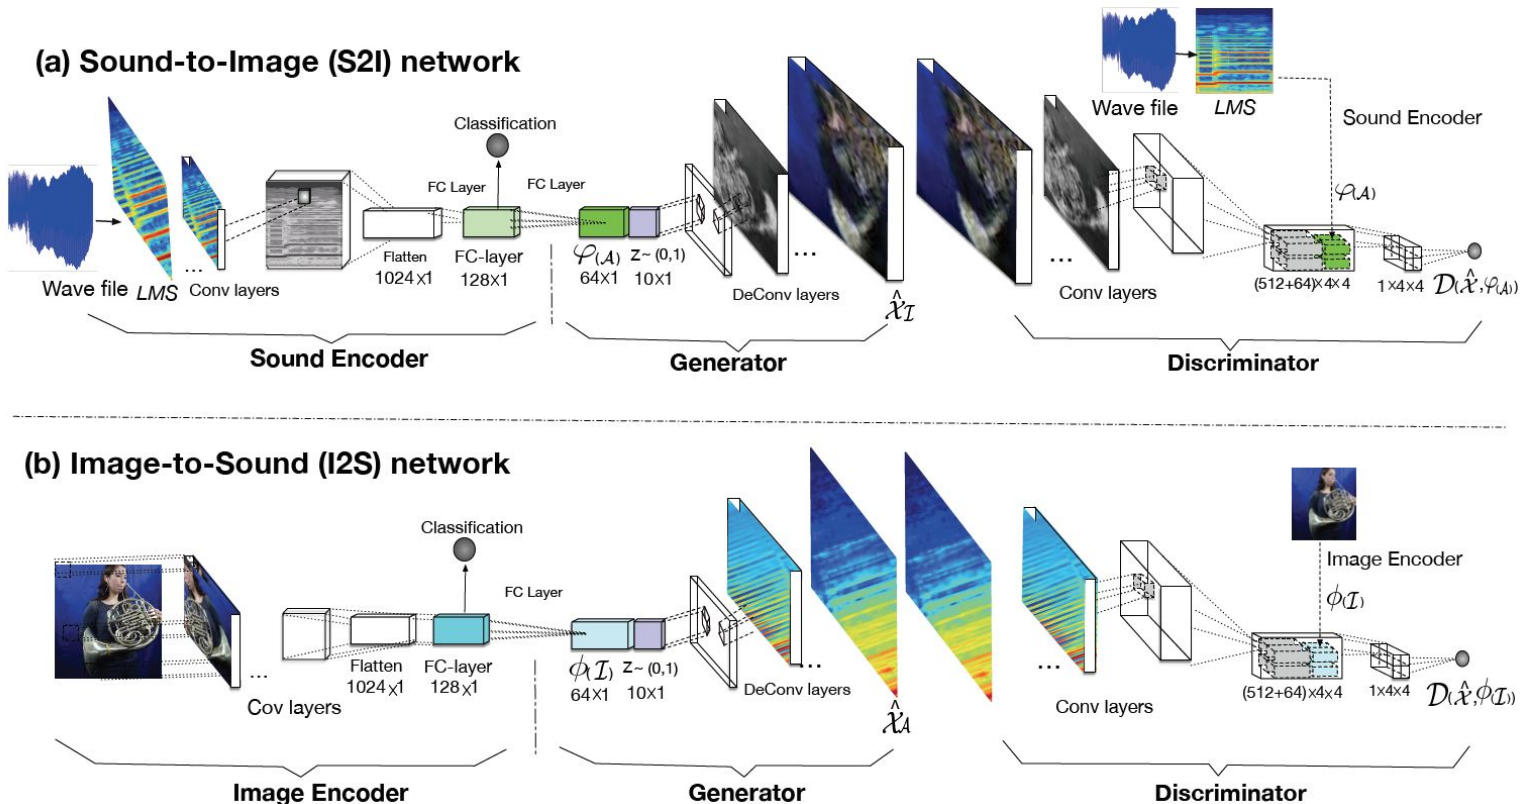 (a) Sound-to-Image (S2I) network
Wave file
LMS
Sound Encoder
φ(A)
Classification
FC Layer
FC Layer
Wave file
LMS
...
Conv layers
Flatten
1024×1
FC-layer
128×1
φ(A)
64×1
z~ (0,1)
10×1
...
DeConv layers
X̂_I
...
Conv layers
(512+64)×4×4
1×4×4
D(X̂,φ(A))
Sound Encoder
Generator
Discriminator
(b) Image-to-Sound (I2S) network
Classification
FC Layer
Image Encoder
ϕ(I)
...
Cov layers
Flatten
1024×1
FC-layer
128×1
ϕ(I)
64×1
z~ (0,1)
10×1
...
DeConv layers
X̂_A
...
Conv layers
(512+64)×4×4
1×4×4
D(X̂,ϕ(I))
Image Encoder
Generator
Discriminator